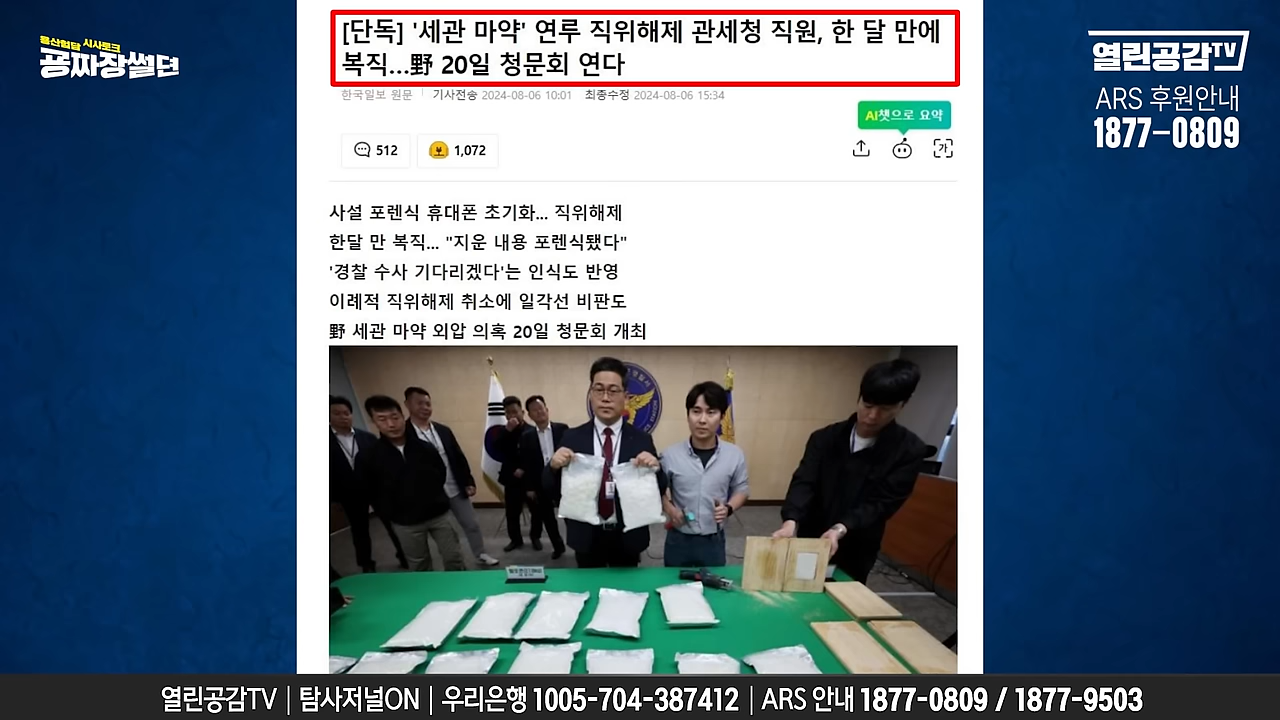 용산협담 시사토크
꽁짜장썰뎐
열린공감TV
ARS 후원안내
1877-0809
[단독] '세관 마약' 연루 직위해제 관세청 직원, 한 달 만에
복직...野 20일 청문회 연다
한국일보 원문 기사전송 2024-08-06 10:01 최종수정 2024-08-06 15:34
AI챗으로 요약
512 1,072
가
사설 포렌식 휴대폰 초기화... 직위해제
한달 만 복직... "지운 내용 포렌식됐다"
'경찰 수사 기다리겠다'는 인식도 반영
이례적 직위해제 취소에 일각선 비판도
野 세관 마약 외압 의혹 20일 청문회 개최
열린공감TV | 탐사저널ON | 우리은행 1005-704-387412 | ARS 안내 1877-0809 / 1877-9503